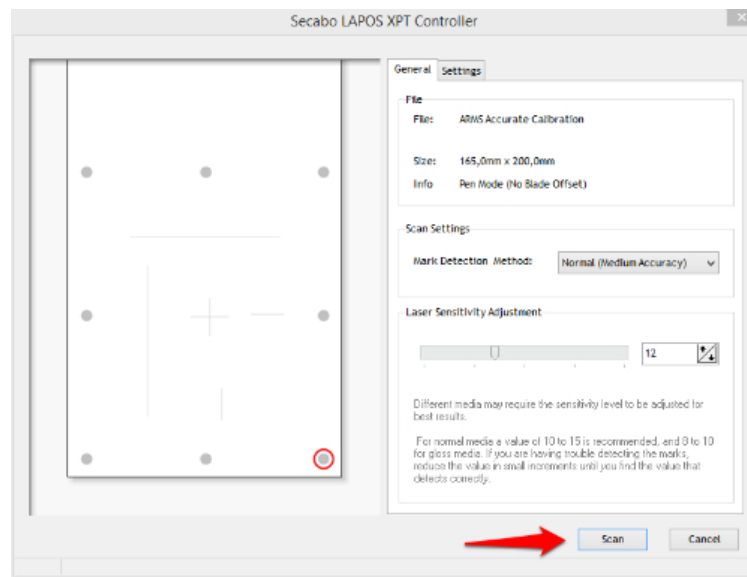 Secabo LAPOS XPT Controller
General Settings
File
File: ARMS Accurate Calibration
Size: 165,0mm x 200,0mm
Info Pen Mode (No Blade Offset)
Scan Settings
Mark Detection Method: Normal (Medium Accuracy)
Laser Sensitivity Adjustment
12
Different media may require the sensitivity level to be adjusted for
best results.
For normal media a value of 10 to 15 is recommended, and 8 to 10
for gloss media. If you are having trouble detecting the marks,
reduce the value in small increments until you find the value that
detects correctly.
Scan Cancel